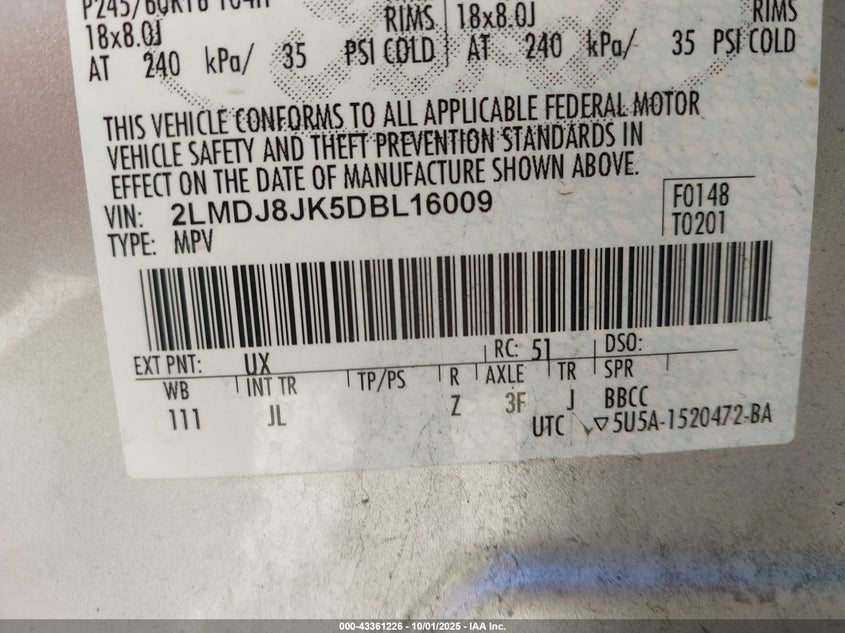 RIMS RIMS
18x8.0J 18x8.0J
AT 240 kPa/ 35 PSI COLD AT 240 kPa/ 35 PSI COLD
THIS VEHICLE CONFORMS TO ALL APPLICABLE FEDERAL MOTOR
VEHICLE SAFETY AND THEFT PREVENTION STANDARDS IN
EFFECT ON THE DATE OF MANUFACTURE SHOWN ABOVE.
VIN: 2LMDJ8JK5DBL16009 F0148
TYPE: MPV T0201
EXT PNT: UX RC: 51 DSO:
WB INT TR TP/PS R AXLE TR SPR
111 JL Z 3F J BBCC
UTC ▽5U5A-1520472-BA
000-43361226 - 10/01/2025 - IAA Inc.